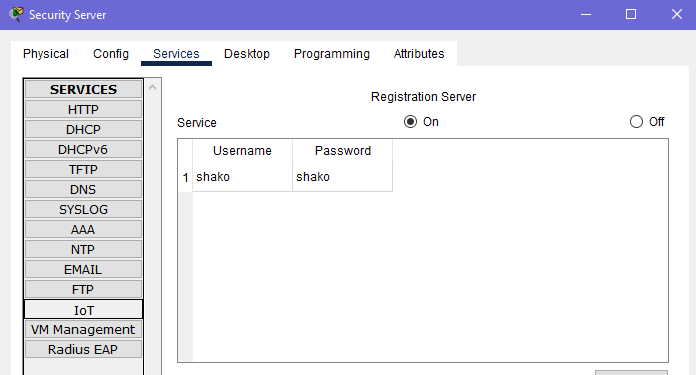 Security Server
Physical Config Services Desktop Programming Attributes
SERVICES
HTTP
DHCP
DHCPv6
TFTP
DNS
SYSLOG
AAA
NTP
EMAIL
FTP
IoT
VM Management
Radius EAP
Registration Server
Service On Off
Username Password
1 shako shako